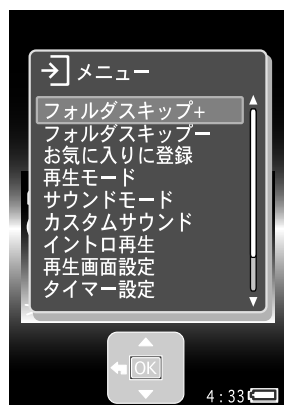 メニュー
フォルダスキップ+
フォルダスキップー
お気に入りに登録
再生モード
サウンドモード
カスタムサウンド
イントロ再生
再生画面設定
タイマー設定
OK
4:33